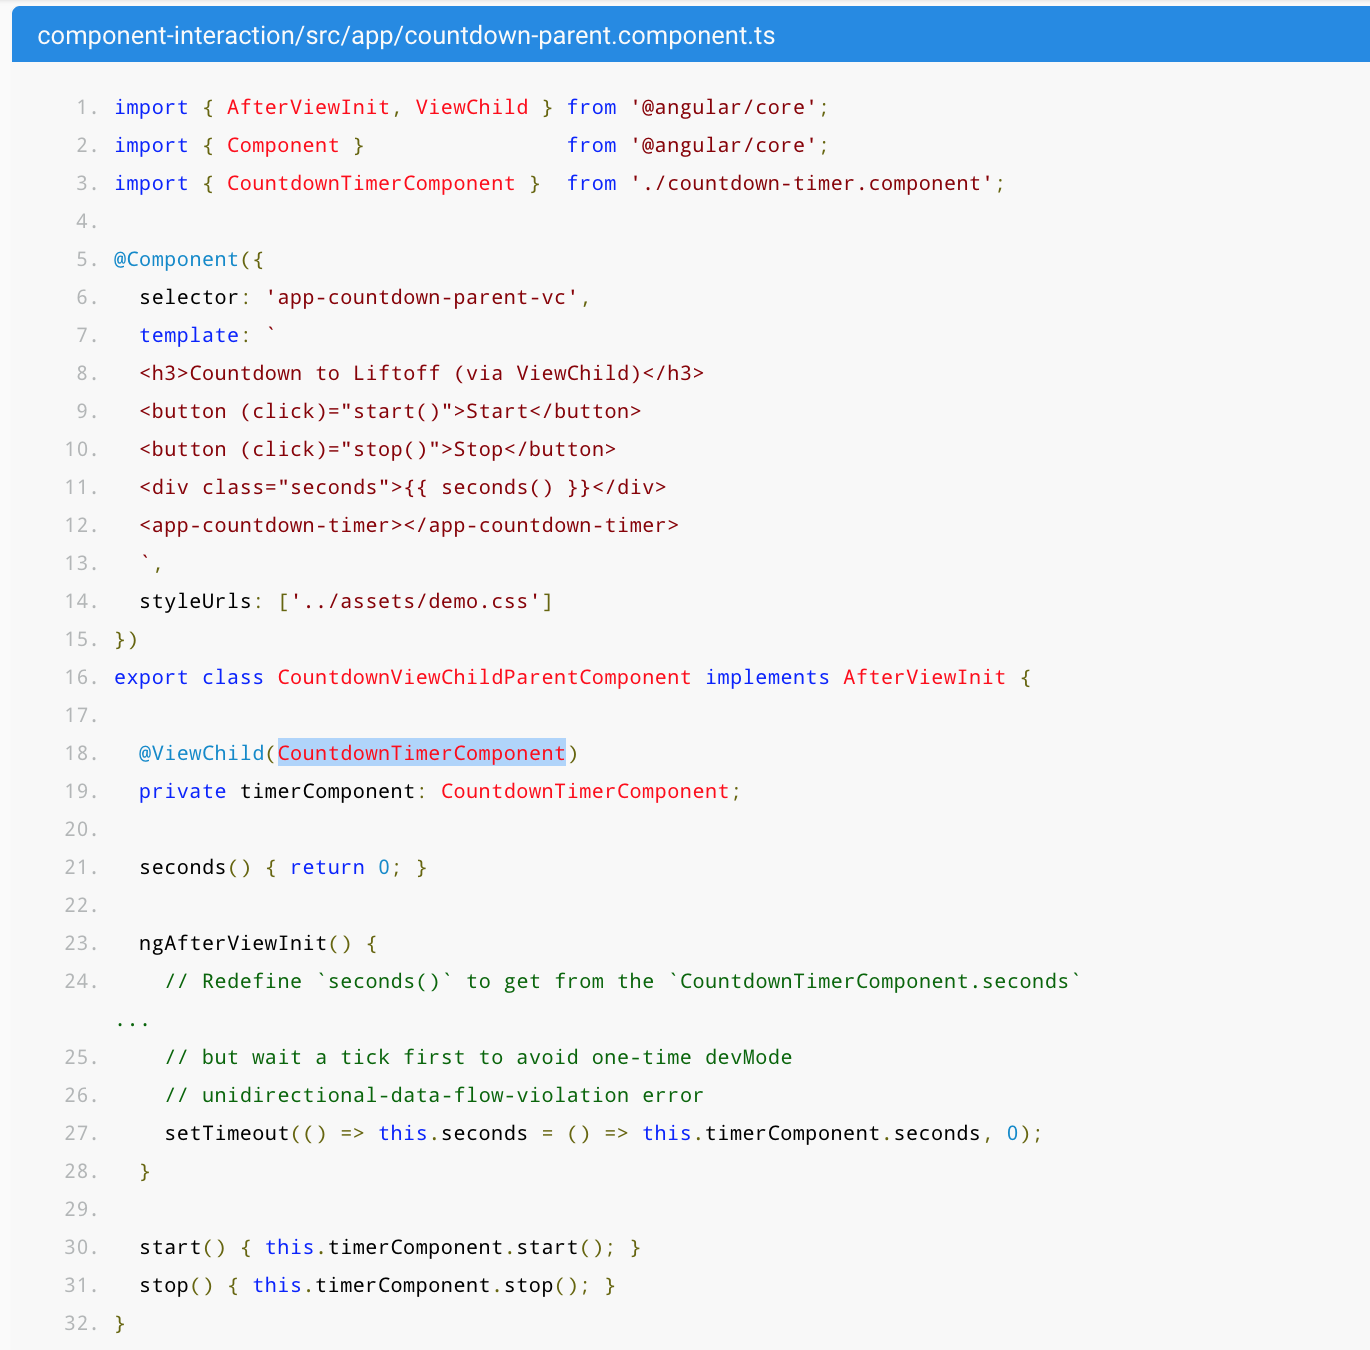 component-interaction/src/app/countdown-parent.component.ts
1. import { AfterViewInit, ViewChild } from '@angular/core';
2. import { Component }                from '@angular/core';
3. import { CountdownTimerComponent }  from './countdown-timer.component';
4.
5. @Component({
6.   selector: 'app-countdown-parent-vc',
7.   template: `
8.   <h3>Countdown to Liftoff (via ViewChild)</h3>
9.   <button (click)="start()">Start</button>
10.   <button (click)="stop()">Stop</button>
11.   <div class="seconds">{{ seconds() }}</div>
12.   <app-countdown-timer></app-countdown-timer>
13.   `,
14.   styleUrls: ['../assets/demo.css']
15. })
16. export class CountdownViewChildParentComponent implements AfterViewInit {
17.
18.   @ViewChild(CountdownTimerComponent)
19.   private timerComponent: CountdownTimerComponent;
20.
21.   seconds() { return 0; }
22.
23.   ngAfterViewInit() {
24.     // Redefine `seconds()` to get from the `CountdownTimerComponent.seconds`
...
25.     // but wait a tick first to avoid one-time devMode
26.     // unidirectional-data-flow-violation error
27.     setTimeout(() => this.seconds = () => this.timerComponent.seconds, 0);
28.   }
29.
30.   start() { this.timerComponent.start(); }
31.   stop() { this.timerComponent.stop(); }
32. }